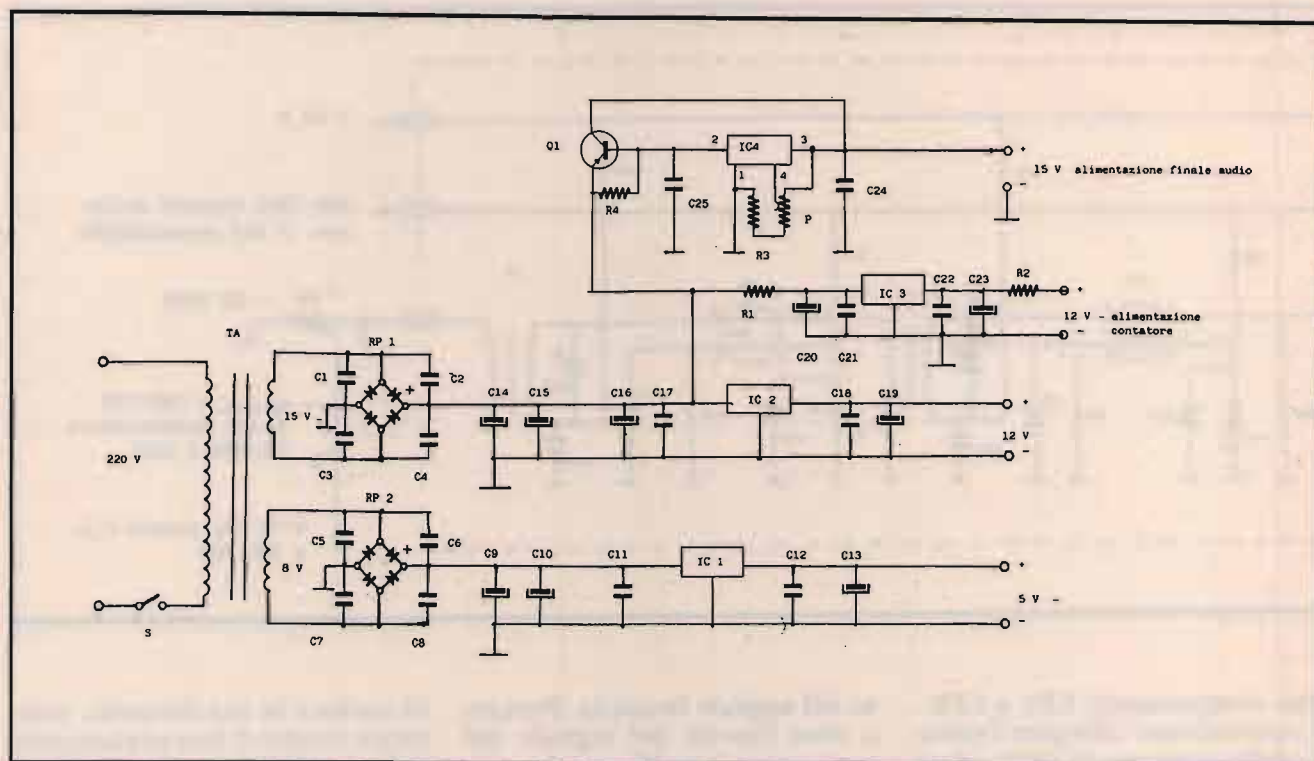 Q1
2
IC4
3
1
4
R4
C25
R3
P
C24
+
15 V alimentazione finale audio
-
R1
C20
C21
IC 3
C22
C23
R2
+
12 V - alimentazione
contatore
-
TA
220 V
S
15 V
-
C1
RP 1
+
C2
C3
C4
C14
C15
C16
C17
IC 2
C18
C19
+
12 V
-
8 V
C5
RP 2
+
C6
C7
C8
C9
C10
C11
IC 1
C12
C13
+
5 V -
-